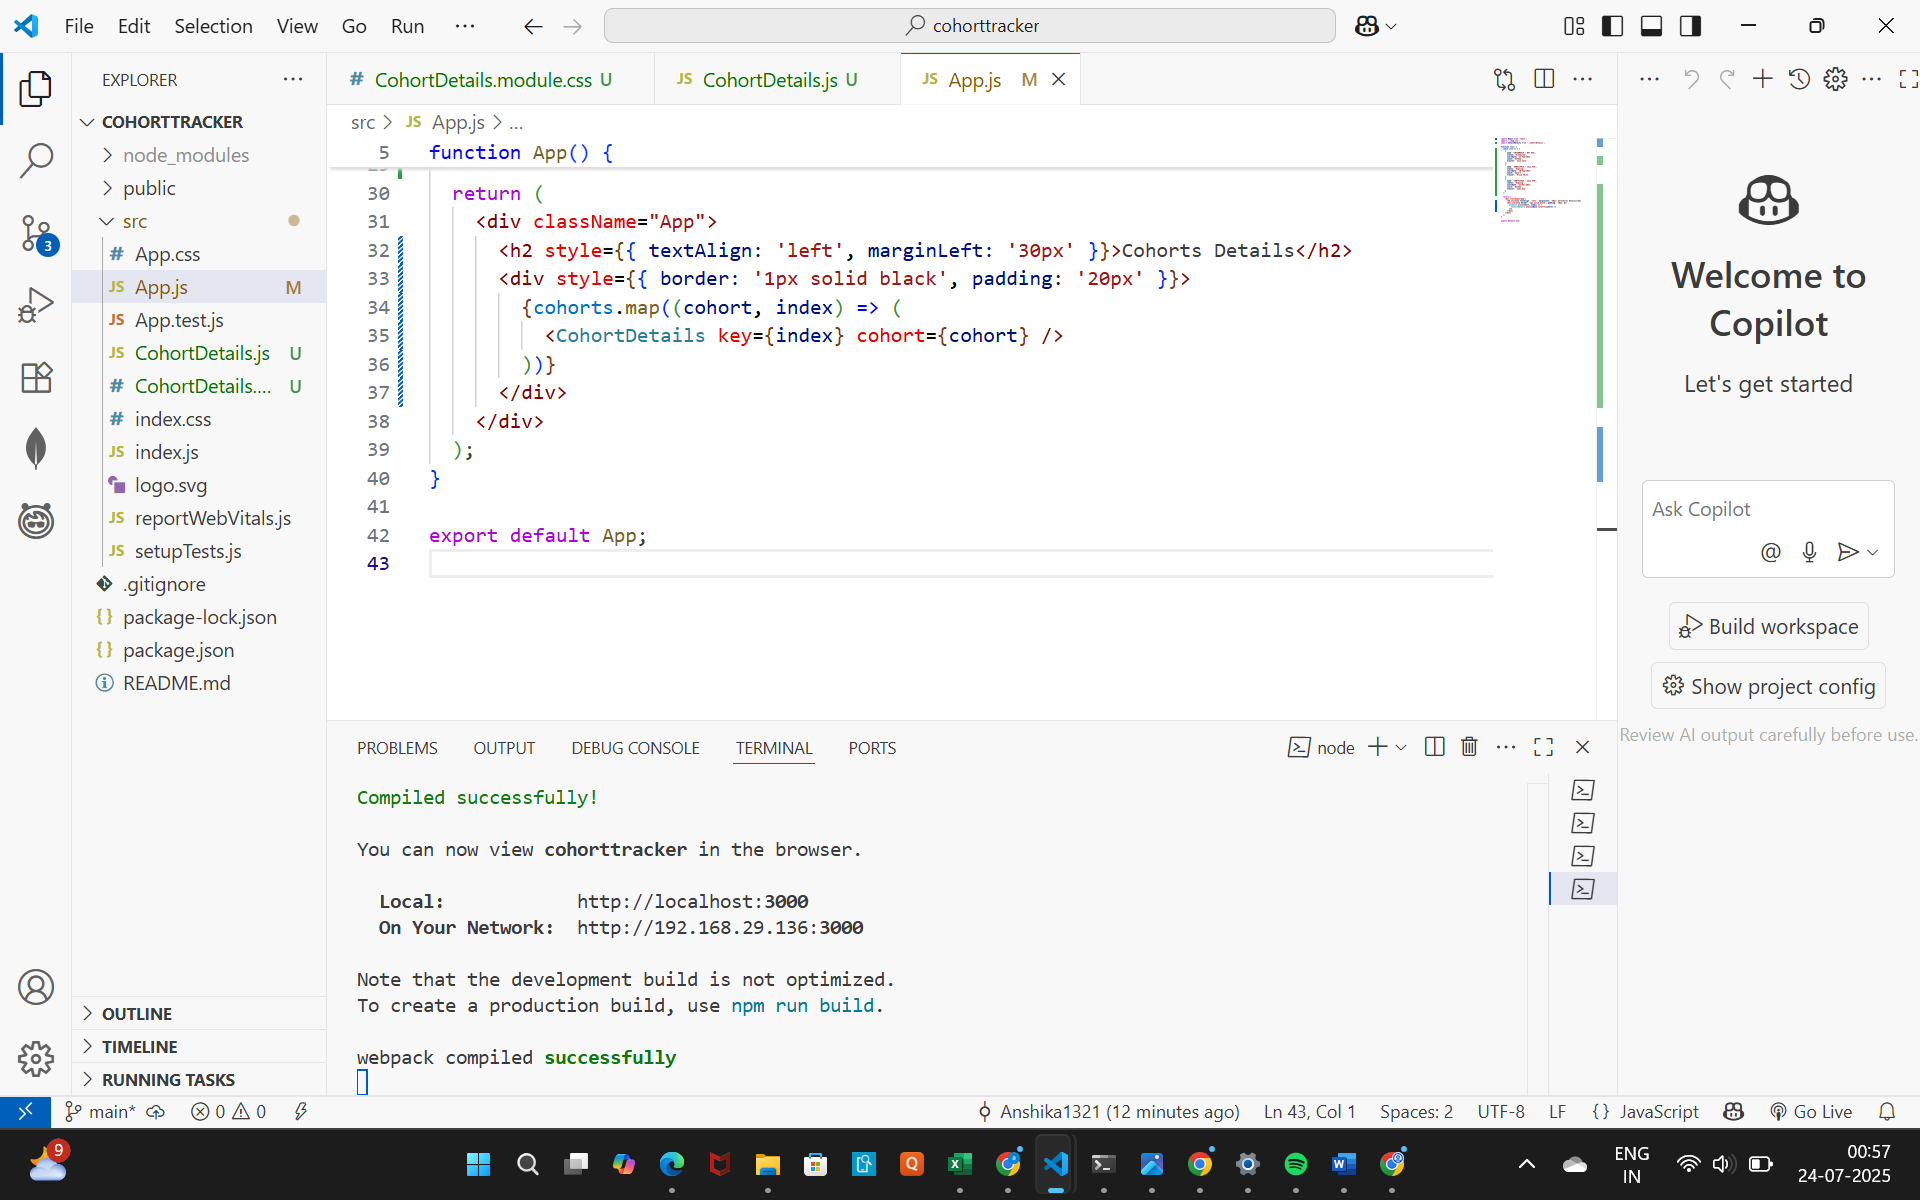 File Edit Selection View Go Run ··· cohorttracker
EXPLORER
COHORTTRACKER
node_modules
public
src
# App.css
JS App.js M
JS App.test.js
JS CohortDetails.js U
# CohortDetails.... U
# index.css
JS index.js
logo.svg
JS reportWebVitals.js
JS setupTests.js
.gitignore
{} package-lock.json
{} package.json
README.md
OUTLINE
TIMELINE
RUNNING TASKS
3
# CohortDetails.module.css U
JS CohortDetails.js U
JS App.js M
src > JS App.js > ...
5 function App() {
30 return (
31 <div className="App">
32 <h2 style={{ textAlign: 'left', marginLeft: '30px' }}>Cohorts Details</h2>
33 <div style={{ border: '1px solid black', padding: '20px' }}>
34 {cohorts.map((cohort, index) => (
35 <CohortDetails key={index} cohort={cohort} />
36 ))}
37 </div>
38 </div>
39 );
40 }
41
42 export default App;
43
PROBLEMS OUTPUT DEBUG CONSOLE TERMINAL PORTS
node
Compiled successfully!
You can now view cohorttracker in the browser.
Local: http://localhost:3000
On Your Network: http://192.168.29.136:3000
Note that the development build is not optimized.
To create a production build, use npm run build.
webpack compiled successfully
Welcome to
Copilot
Let's get started
Ask Copilot
@
Build workspace
Show project config
Review AI output carefully before use.
main* 0 0 Anshika1321 (12 minutes ago) Ln 43, Col 1 Spaces: 2 UTF-8 LF {} JavaScript Go Live
9
ENG
IN
00:57
24-07-2025